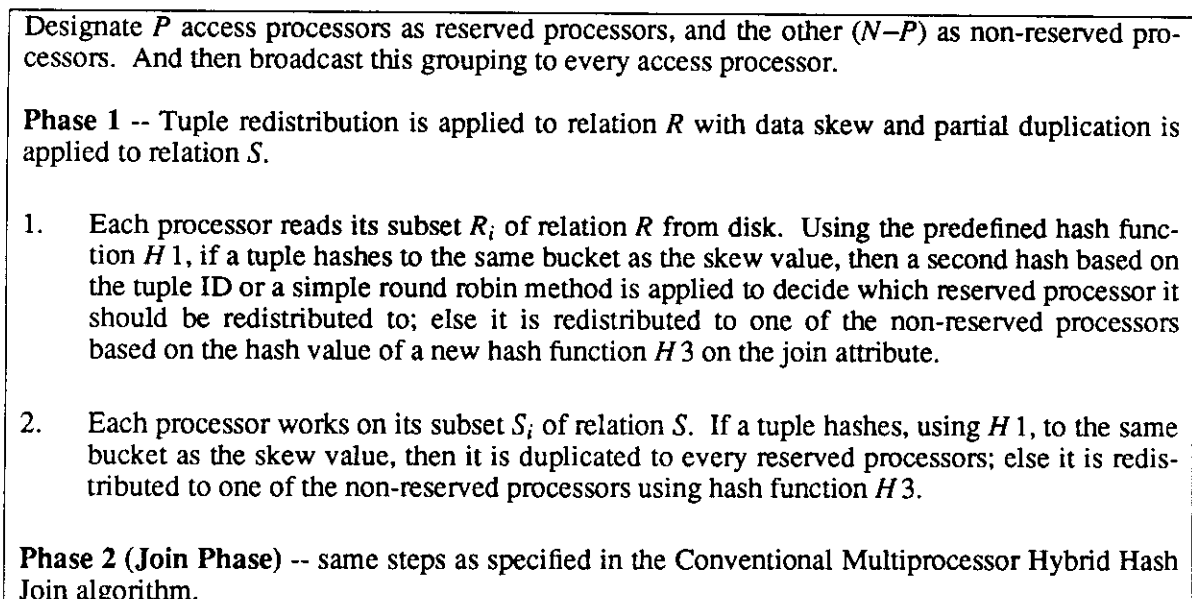 Designate P access processors as reserved processors, and the other (N–P) as non-reserved pro-
cessors. And then broadcast this grouping to every access processor.
Phase 1 -- Tuple redistribution is applied to relation R with data skew and partial duplication is
applied to relation S.
1. Each processor reads its subset Ri of relation R from disk. Using the predefined hash func-
tion H 1, if a tuple hashes to the same bucket as the skew value, then a second hash based on
the tuple ID or a simple round robin method is applied to decide which reserved processor it
should be redistributed to; else it is redistributed to one of the non-reserved processors
based on the hash value of a new hash function H 3 on the join attribute.
2. Each processor works on its subset Si of relation S. If a tuple hashes, using H 1, to the same
bucket as the skew value, then it is duplicated to every reserved processors; else it is redis-
tributed to one of the non-reserved processors using hash function H 3.
Phase 2 (Join Phase) -- same steps as specified in the Conventional Multiprocessor Hybrid Hash
Join algorithm.